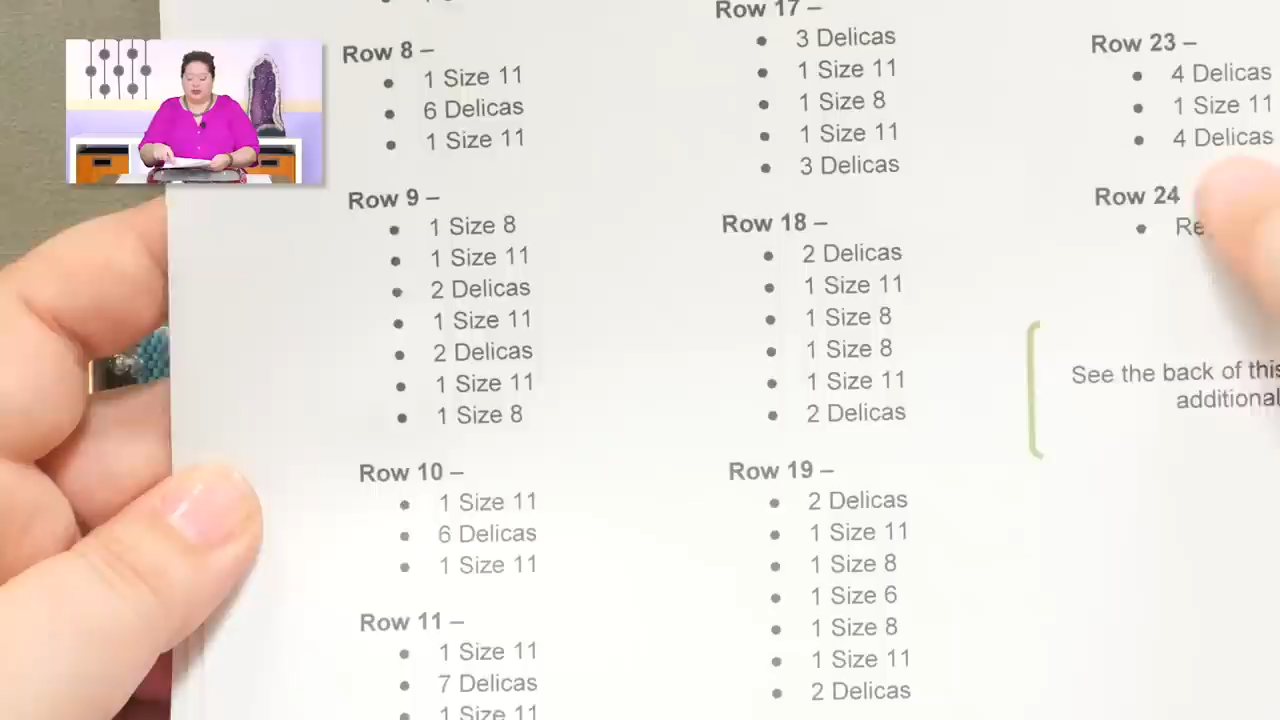 Row 8 –
• 1 Size 11
• 6 Delicas
• 1 Size 11
Row 9 –
• 1 Size 8
• 1 Size 11
• 2 Delicas
• 1 Size 11
• 2 Delicas
• 1 Size 11
• 1 Size 8
Row 10 –
• 1 Size 11
• 6 Delicas
• 1 Size 11
Row 11 –
• 1 Size 11
• 7 Delicas
• 1 Size 11
Row 17 –
• 3 Delicas
• 1 Size 11
• 1 Size 8
• 1 Size 11
• 3 Delicas
Row 18 –
• 2 Delicas
• 1 Size 11
• 1 Size 8
• 1 Size 8
• 1 Size 11
• 2 Delicas
Row 19 –
• 2 Delicas
• 1 Size 11
• 1 Size 8
• 1 Size 6
• 1 Size 8
• 1 Size 11
• 2 Delicas
Row 23 –
• 4 Delicas
• 1 Size 11
• 4 Delicas
Row 24
See the back of this
additional